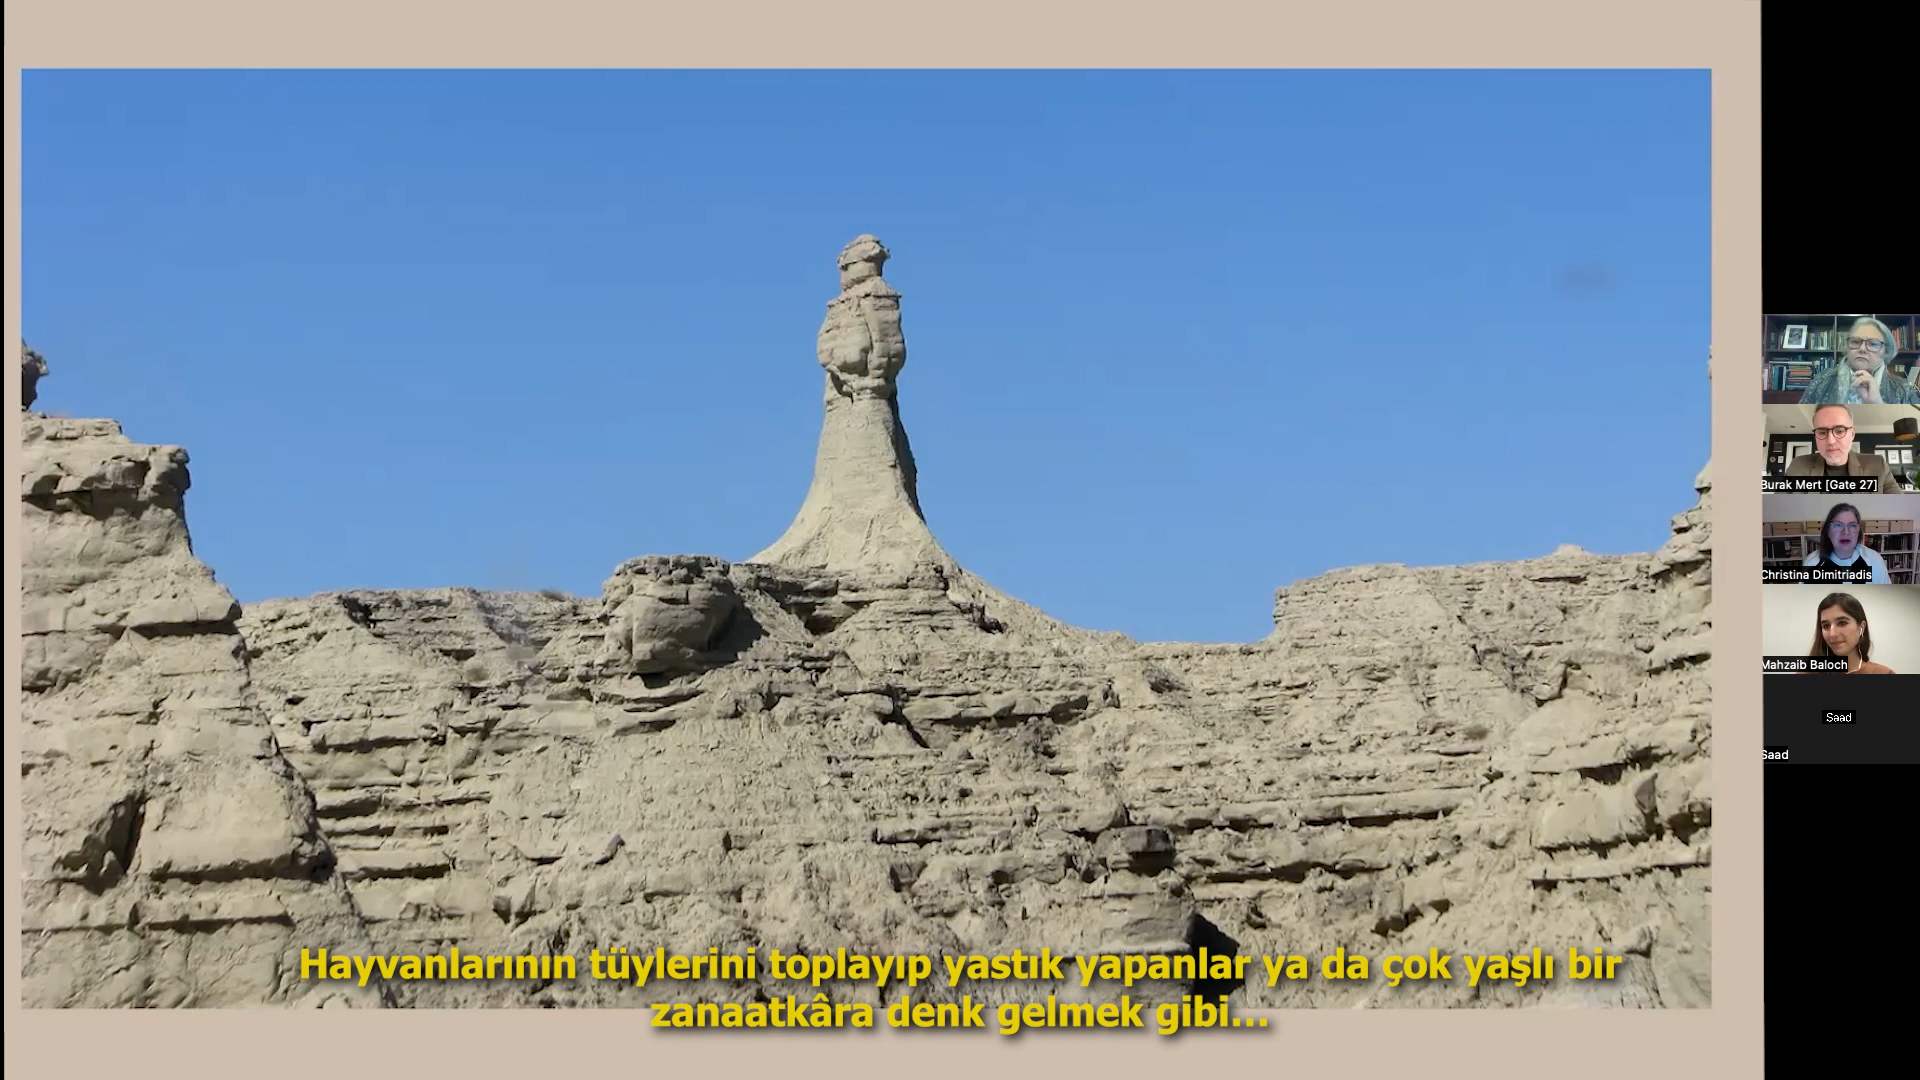 Hayvanlarının tüylerini toplayıp yastık yapanlar ya da çok yaşlı bir
zanaatkâra denk gelmek gibi...
Burak Mert [Gate 27]
Christina Dimitriadis
Mahzaib Baloch
Saad
Saad